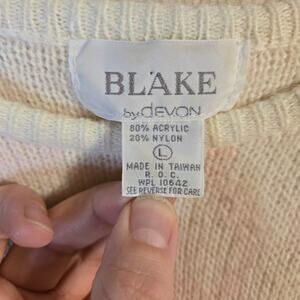 BLAKE
by DEVON
80% ACRYLIC
20% NYLON
L
MADE IN TAIWAN
R. O. C.
WPL 10642
SEE REVERSE FOR CARE